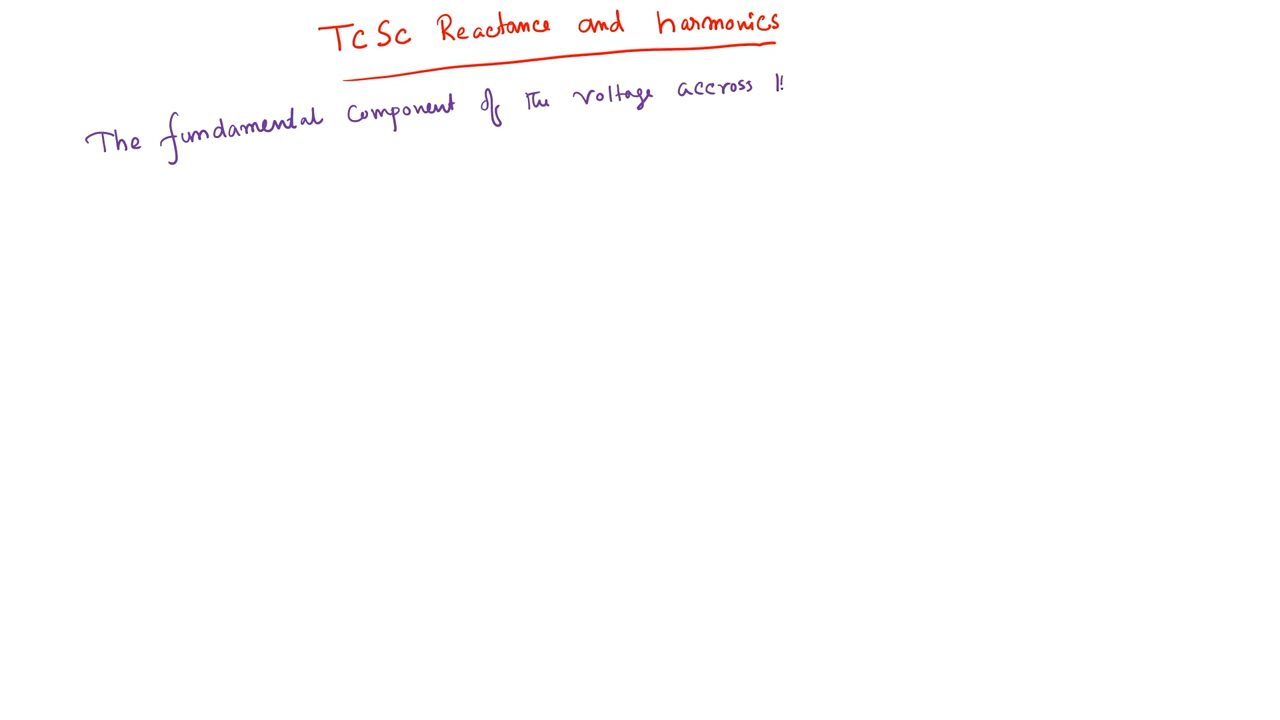 TCSC Reactance and harmonics
The fundamental component of the voltage accross